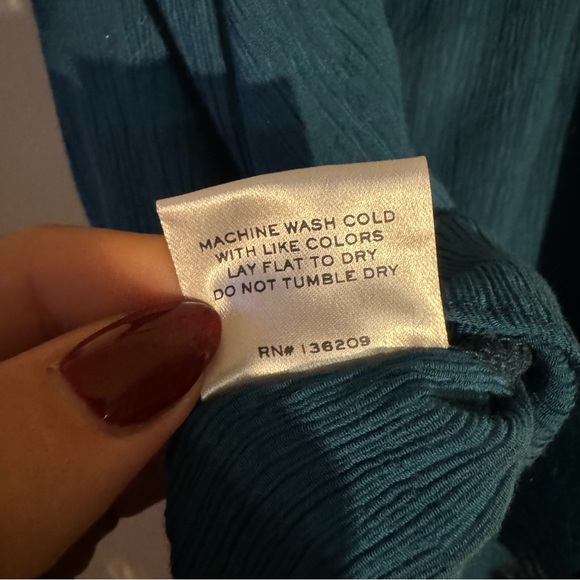 MACHINE WASH COLD
WITH LIKE COLORS
LAY FLAT TO DRY
DO NOT TUMBLE DRY
RN# 136209